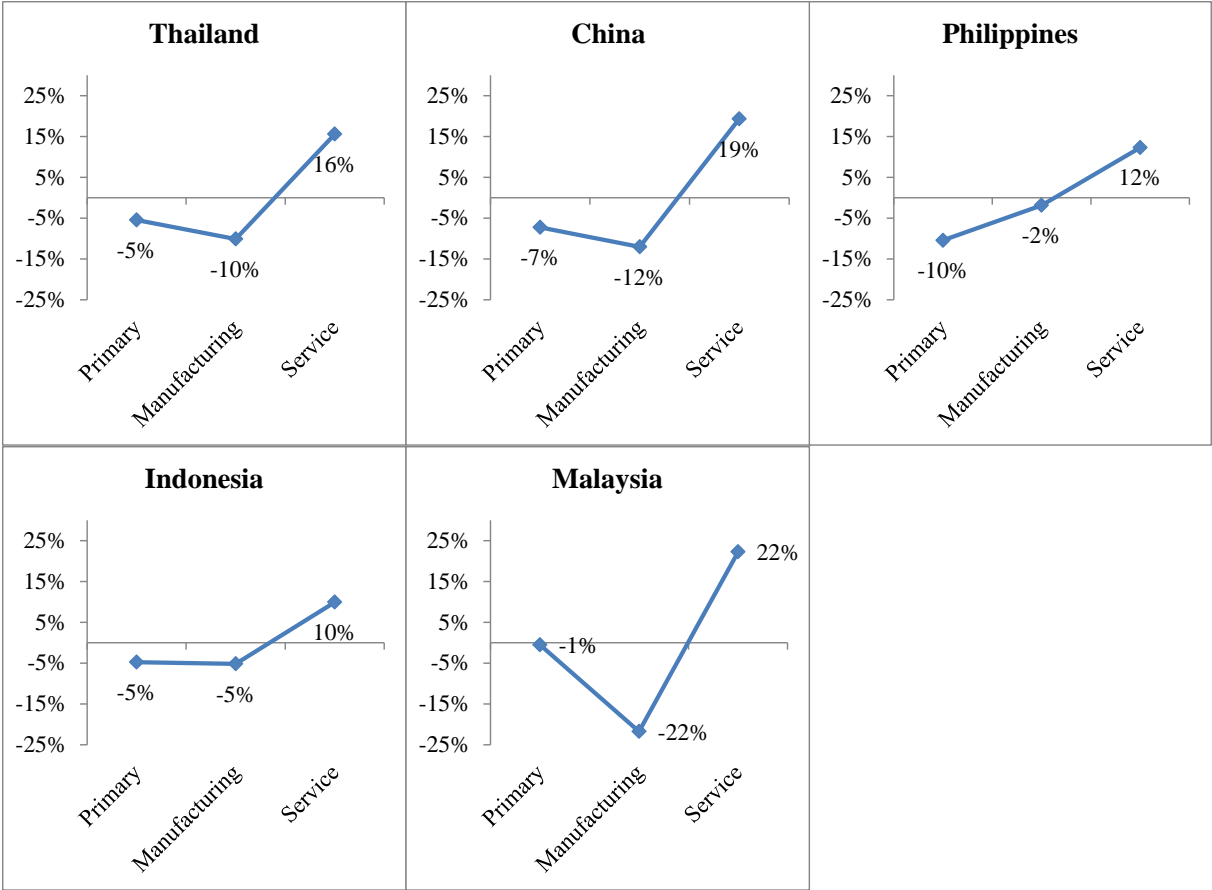 Thailand
25%
15%
5%
-5%
-15%
-25%
16%
-5%
-10%
Primary
Manufacturing
Service
China
25%
15%
5%
-5%
-15%
-25%
19%
-7%
-12%
Primary
Manufacturing
Service
Philippines
25%
15%
5%
-5%
-15%
-25%
12%
-2%
-10%
Primary
Manufacturing
Service
Indonesia
25%
15%
5%
-5%
-15%
-25%
10%
-5%
-5%
Primary
Manufacturing
Service
Malaysia
25%
15%
5%
-5%
-15%
-25%
22%
-1%
-22%
Primary
Manufacturing
Service